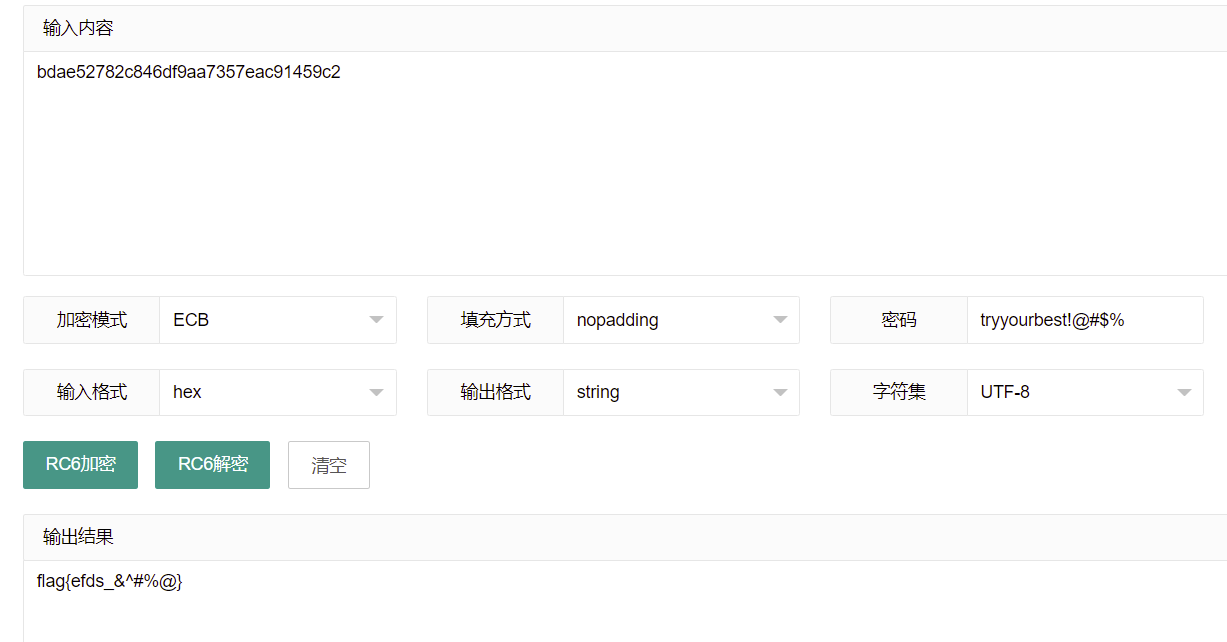 输入内容
bdae52782c846df9aa7357eac91459c2
加密模式 ECB 填充方式 nopadding 密码 tryyourbest!@#$%
输入格式 hex 输出格式 string 字符集 UTF-8
RC6加密 RC6解密 清空
输出结果
flag{efds_&^#%@}